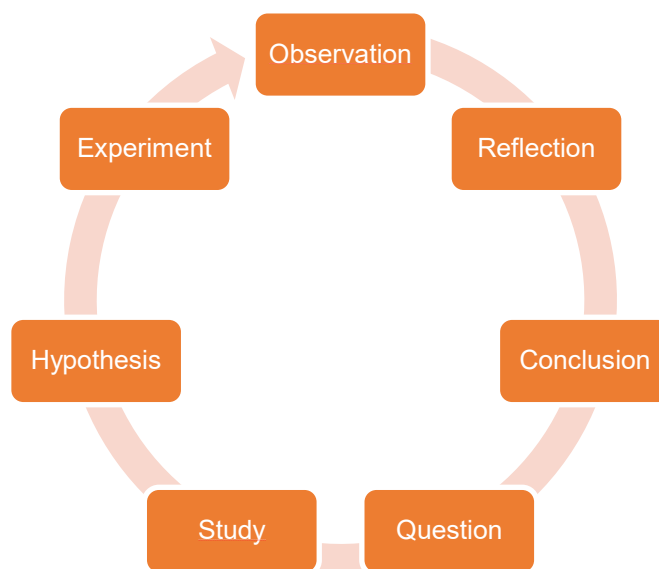 Observation
Reflection
Conclusion
Question
Study
Hypothesis
Experiment